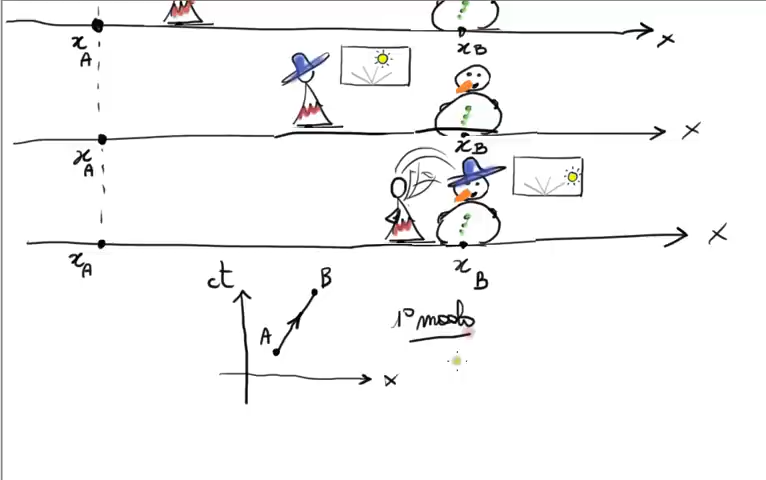 x_A x_B x
x_A x_B x
x_A x_B x
ct
B
A
x
1º modo